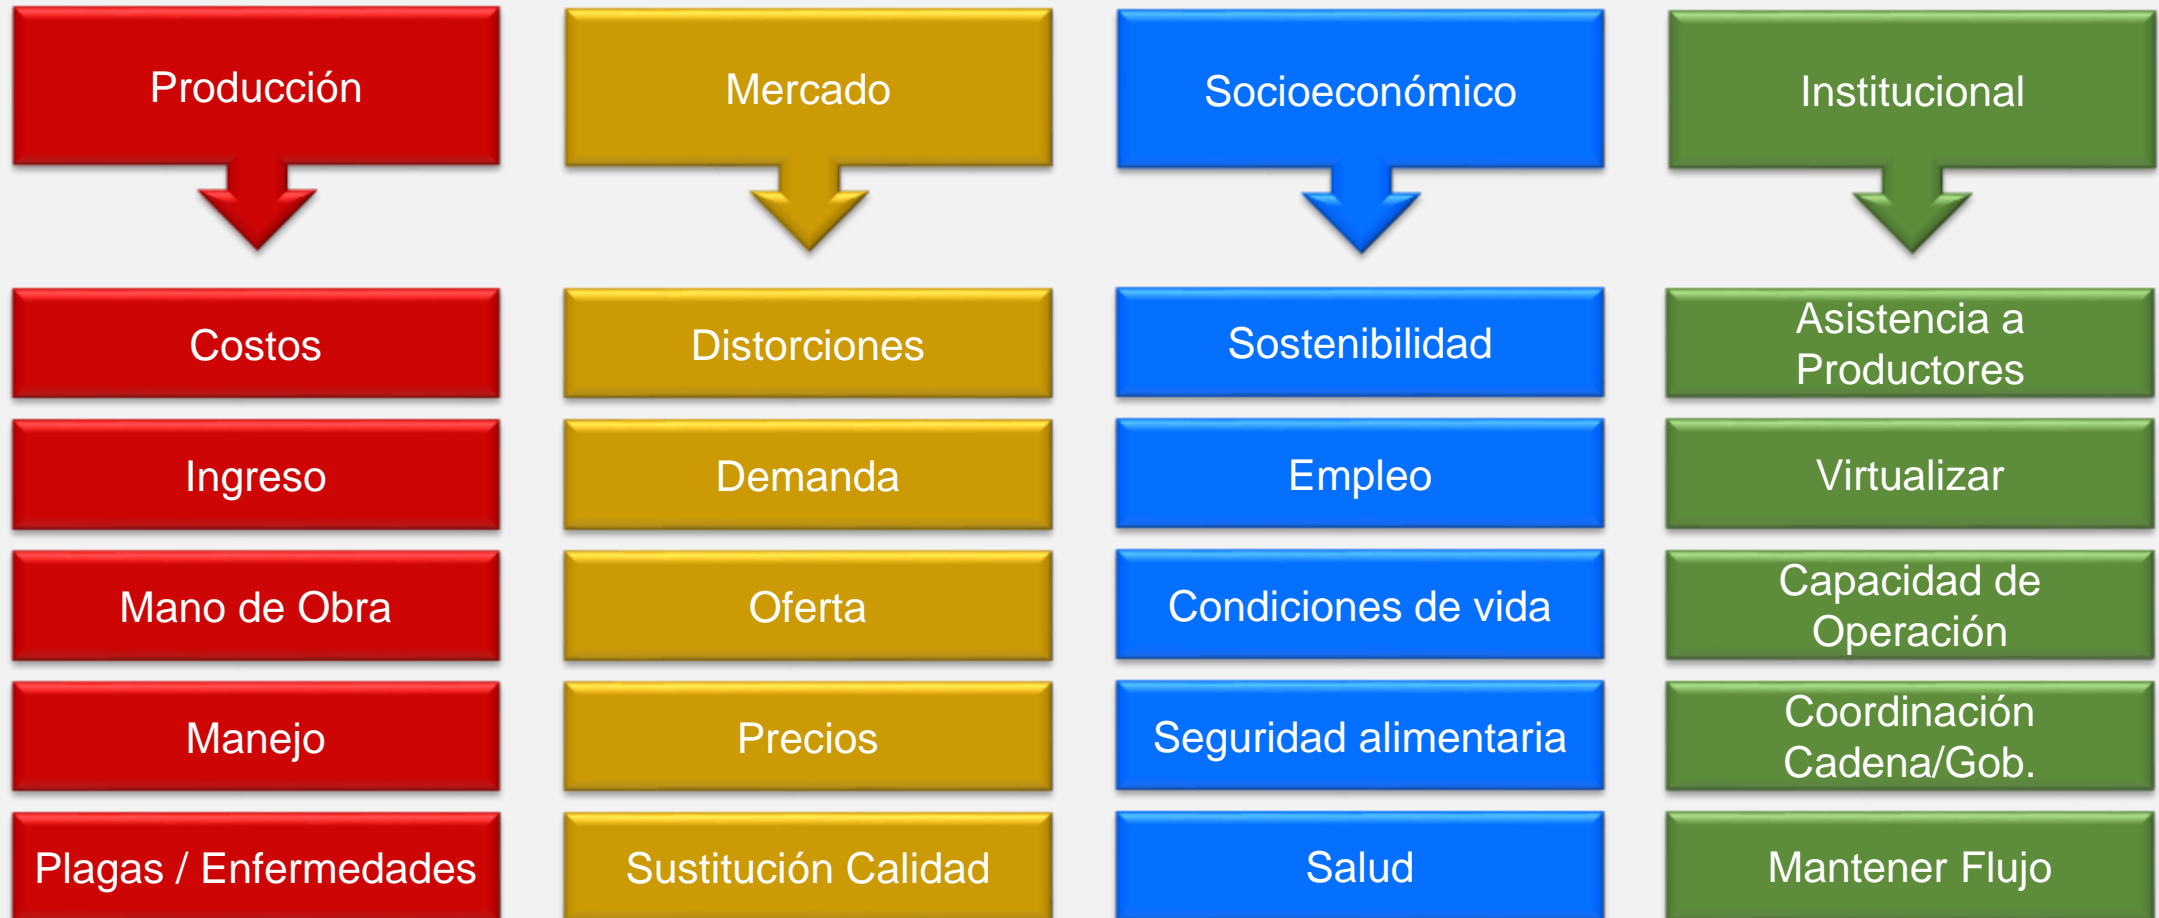 Producción
Mercado
Socioeconómico
Institucional
Costos
Distorciones
Sostenibilidad
Asistencia a
Productores
Ingreso
Demanda
Empleo
Virtualizar
Mano de Obra
Oferta
Condiciones de vida
Capacidad de
Operación
Manejo
Precios
Seguridad alimentaria
Coordinación
Cadena/Gob.
Plagas / Enfermedades
Sustitución Calidad
Salud
Mantener Flujo